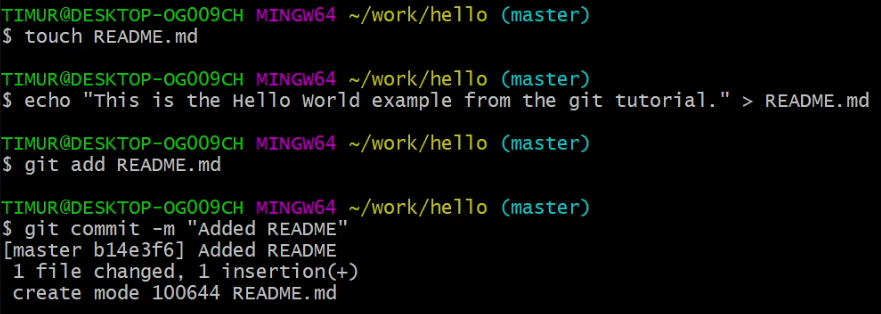 TIMUR@DESKTOP-OG009CH MINGW64 ~/work/hello (master)
$ touch README.md
TIMUR@DESKTOP-OG009CH MINGW64 ~/work/hello (master)
$ echo "This is the Hello World example from the git tutorial." > README.md
TIMUR@DESKTOP-OG009CH MINGW64 ~/work/hello (master)
$ git add README.md
TIMUR@DESKTOP-OG009CH MINGW64 ~/work/hello (master)
$ git commit -m "Added README"
[master b14e3f6] Added README
 1 file changed, 1 insertion(+)
 create mode 100644 README.md